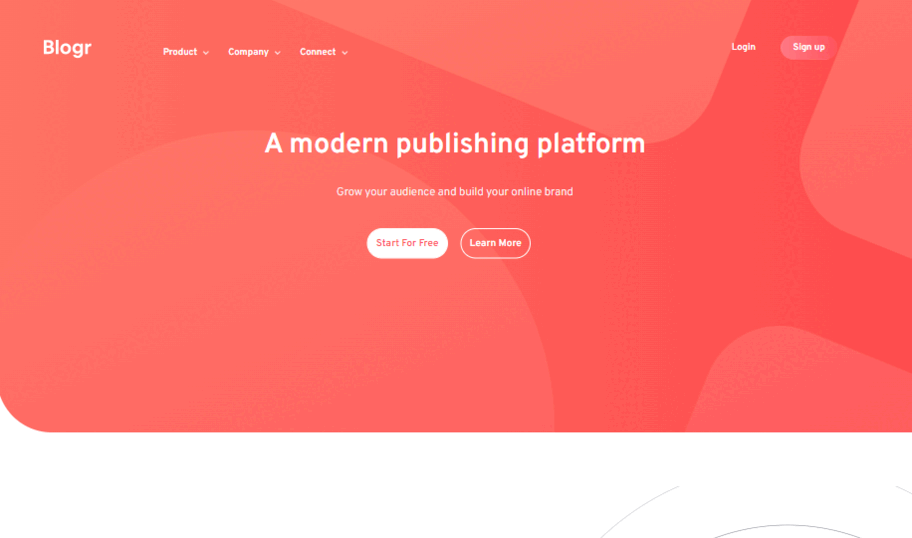 Blogr
Product Company Connect
Login Sign up
A modern publishing platform
Grow your audience and build your online brand
Start For Free Learn More